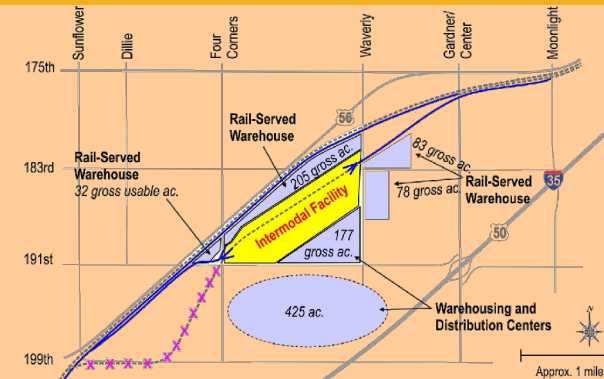 Sunflower
Dillie
Four
Corners
Waverly
Gardner/
Center
Moonlight
175th
56
Rail-Served
Warehouse
83 gross ac.
205 gross ac.
183rd
Rail-Served
Warehouse
32 gross usable ac.
78 gross ac.
Rail-Served
Warehouse
35
Intermodal Facility
50
177
gross ac.
191st
425 ac.
Warehousing and
Distribution Centers
199th
Approx. 1 mile